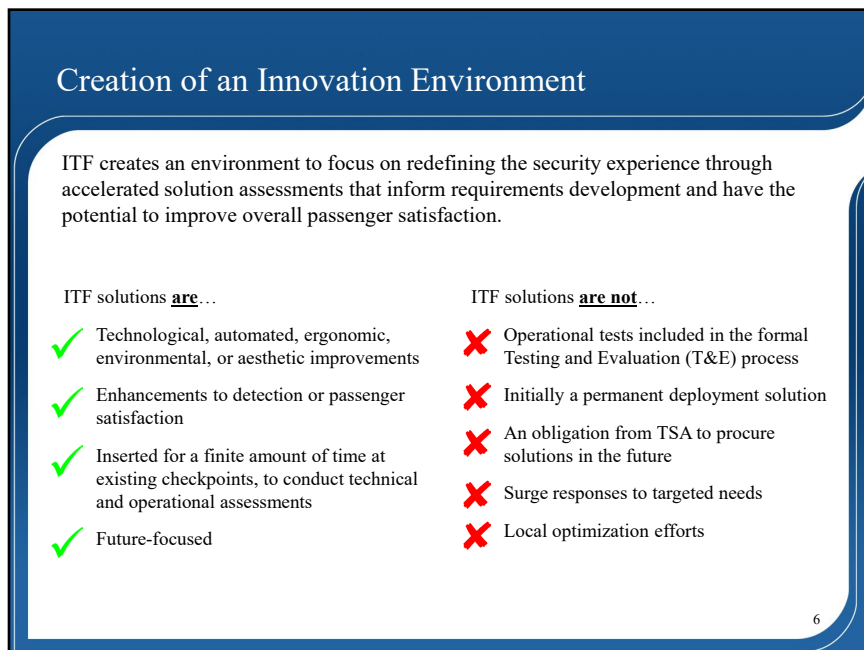 Creation of an Innovation Environment
ITF creates an environment to focus on redefining the security experience through
accelerated solution assessments that inform requirements development and have the
potential to improve overall passenger satisfaction.
ITF solutions are…
Technological, automated, ergonomic,
environmental, or aesthetic improvements
Enhancements to detection or passenger
satisfaction
Inserted for a finite amount of time at
existing checkpoints, to conduct technical
and operational assessments
Future-focused
ITF solutions are not…
Operational tests included in the formal
Testing and Evaluation (T&E) process
Initially a permanent deployment solution
An obligation from TSA to procure
solutions in the future
Surge responses to targeted needs
Local optimization efforts
6